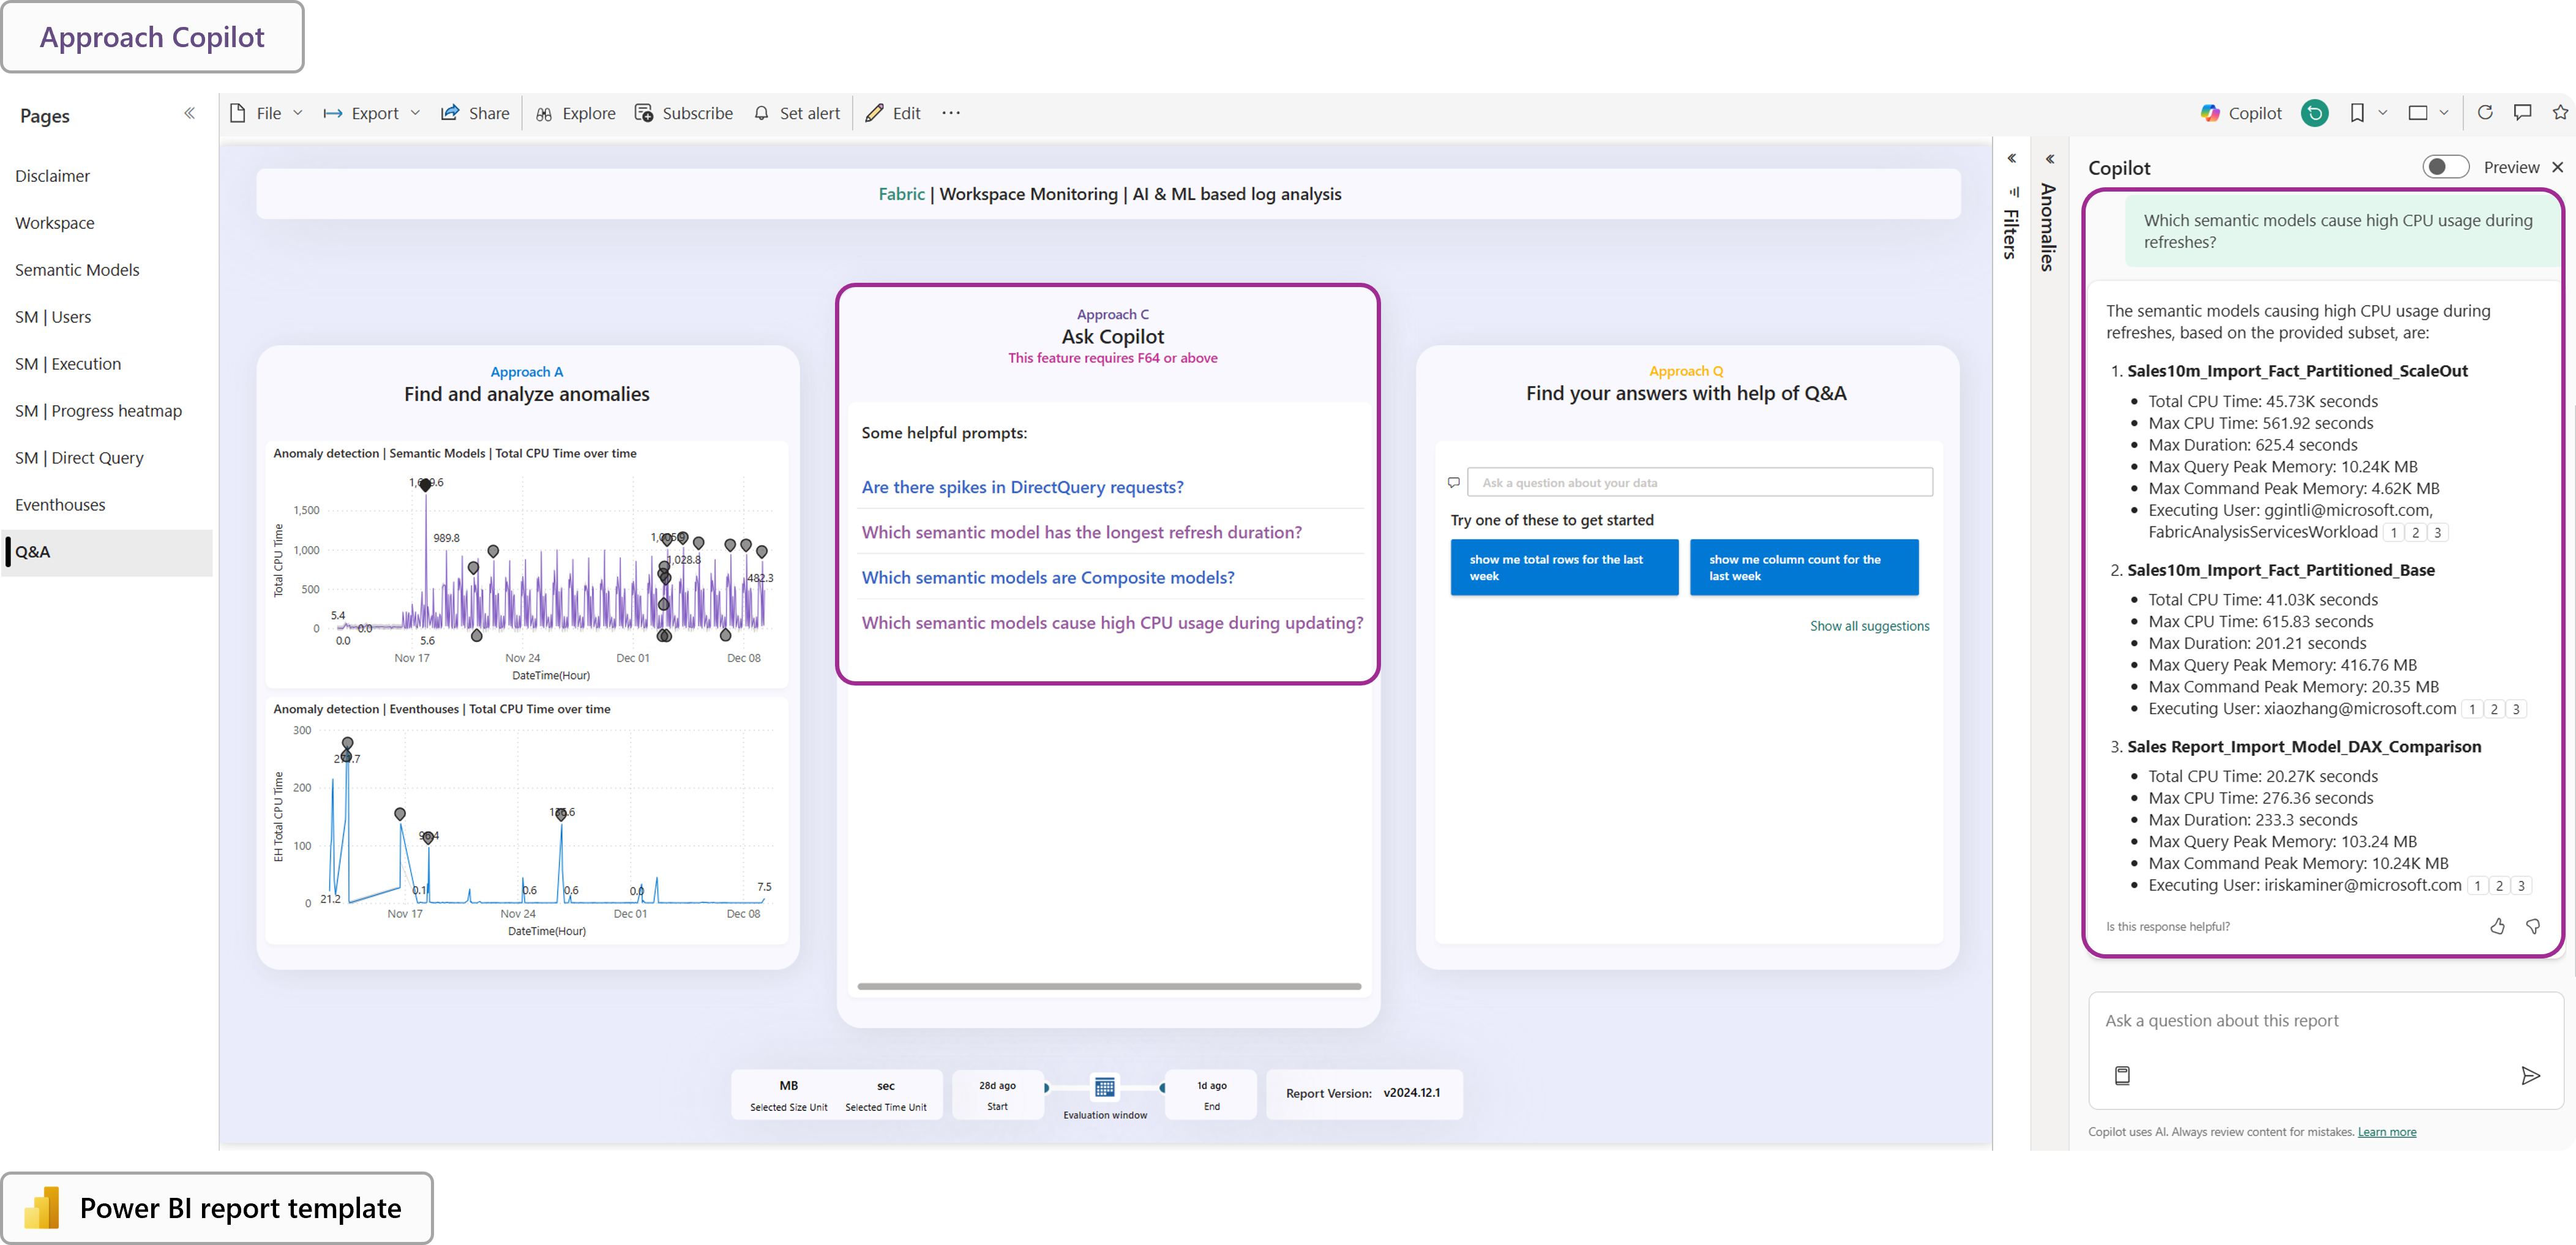 Approach Copilot
Pages
Disclaimer
Workspace
Semantic Models
SM | Users
SM | Execution
SM | Progress heatmap
SM | Direct Query
Eventhouses
Q&A
File
Export
Share
Explore
Subscribe
Set alert
Edit
Copilot
Fabric | Workspace Monitoring | AI & ML based log analysis
Approach A
Find and analyze anomalies
Anomaly detection | Semantic Models | Total CPU Time over time
Total CPU Time
1,500
1,000
500
0
989.8
1,028.8
482.3
5.4
0.0
0.0
5.6
Nov 17
Nov 24
Dec 01
Dec 08
DateTime(Hour)
Anomaly detection | Eventhouses | Total CPU Time over time
EH Total CPU Time
300
200
100
0
21.2
0.1
0.6
0.6
0.0
7.5
Nov 17
Nov 24
Dec 01
Dec 08
DateTime(Hour)
Approach C
Ask Copilot
This feature requires F64 or above
Some helpful prompts:
Are there spikes in DirectQuery requests?
Which semantic model has the longest refresh duration?
Which semantic models are Composite models?
Which semantic models cause high CPU usage during updating?
Approach Q
Find your answers with help of Q&A
Ask a question about your data
Try one of these to get started
show me total rows for the last
week
show me column count for the
last week
Show all suggestions
MB
Selected Size Unit
sec
Selected Time Unit
28d ago
Start
Evaluation window
1d ago
End
Report Version: v2024.12.1
Filters
Anomalies
Copilot
Preview
Which semantic models cause high CPU usage during
refreshes?
The semantic models causing high CPU usage during
refreshes, based on the provided subset, are:
1. Sales10m_Import_Fact_Partitioned_ScaleOut
• Total CPU Time: 45.73K seconds
• Max CPU Time: 561.92 seconds
• Max Duration: 625.4 seconds
• Max Query Peak Memory: 10.24K MB
• Max Command Peak Memory: 4.62K MB
• Executing User: ggintli@microsoft.com,
FabricAnalysisServicesWorkload 1 2 3
2. Sales10m_Import_Fact_Partitioned_Base
• Total CPU Time: 41.03K seconds
• Max CPU Time: 615.83 seconds
• Max Duration: 201.21 seconds
• Max Query Peak Memory: 416.76 MB
• Max Command Peak Memory: 20.35 MB
• Executing User: xiaozhang@microsoft.com 1 2 3
3. Sales Report_Import_Model_DAX_Comparison
• Total CPU Time: 20.27K seconds
• Max CPU Time: 276.36 seconds
• Max Duration: 233.3 seconds
• Max Query Peak Memory: 103.24 MB
• Max Command Peak Memory: 10.24K MB
• Executing User: iriskaminer@microsoft.com 1 2 3
Is this response helpful?
Ask a question about this report
Copilot uses AI. Always review content for mistakes. Learn more
Power BI report template